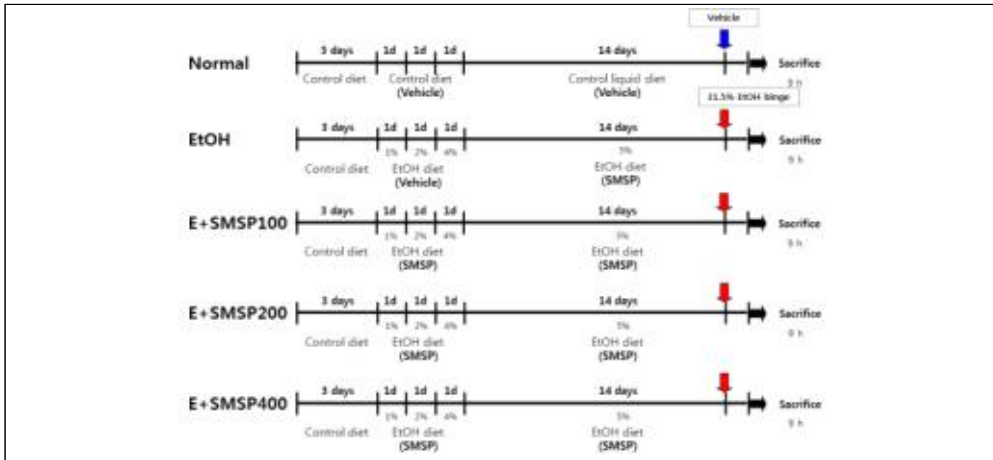 Vehicle
Normal
3 days 1d 1d 1d 14 days
Sacrifice
Control diet Control diet Control liquid diet
9 h
(Vehicle) (Vehicle)
31.5% EtOH binge
EtOH
3 days 1d 1d 1d 14 days
Sacrifice
1% 2% 4% 5%
9 h
Control diet EtOH diet EtOH diet
(Vehicle) (SMSP)
E+SMSP100
3 days 1d 1d 1d 14 days
Sacrifice
1% 2% 4% 5%
9 h
Control diet EtOH diet EtOH diet
(SMSP) (SMSP)
E+SMSP200
3 days 1d 1d 1d 14 days
Sacrifice
1% 2% 4% 5%
9 h
Control diet EtOH diet EtOH diet
(SMSP) (SMSP)
E+SMSP400
3 days 1d 1d 1d 14 days
Sacrifice
1% 2% 4% 5%
9 h
Control diet EtOH diet EtOH diet
(SMSP) (SMSP)